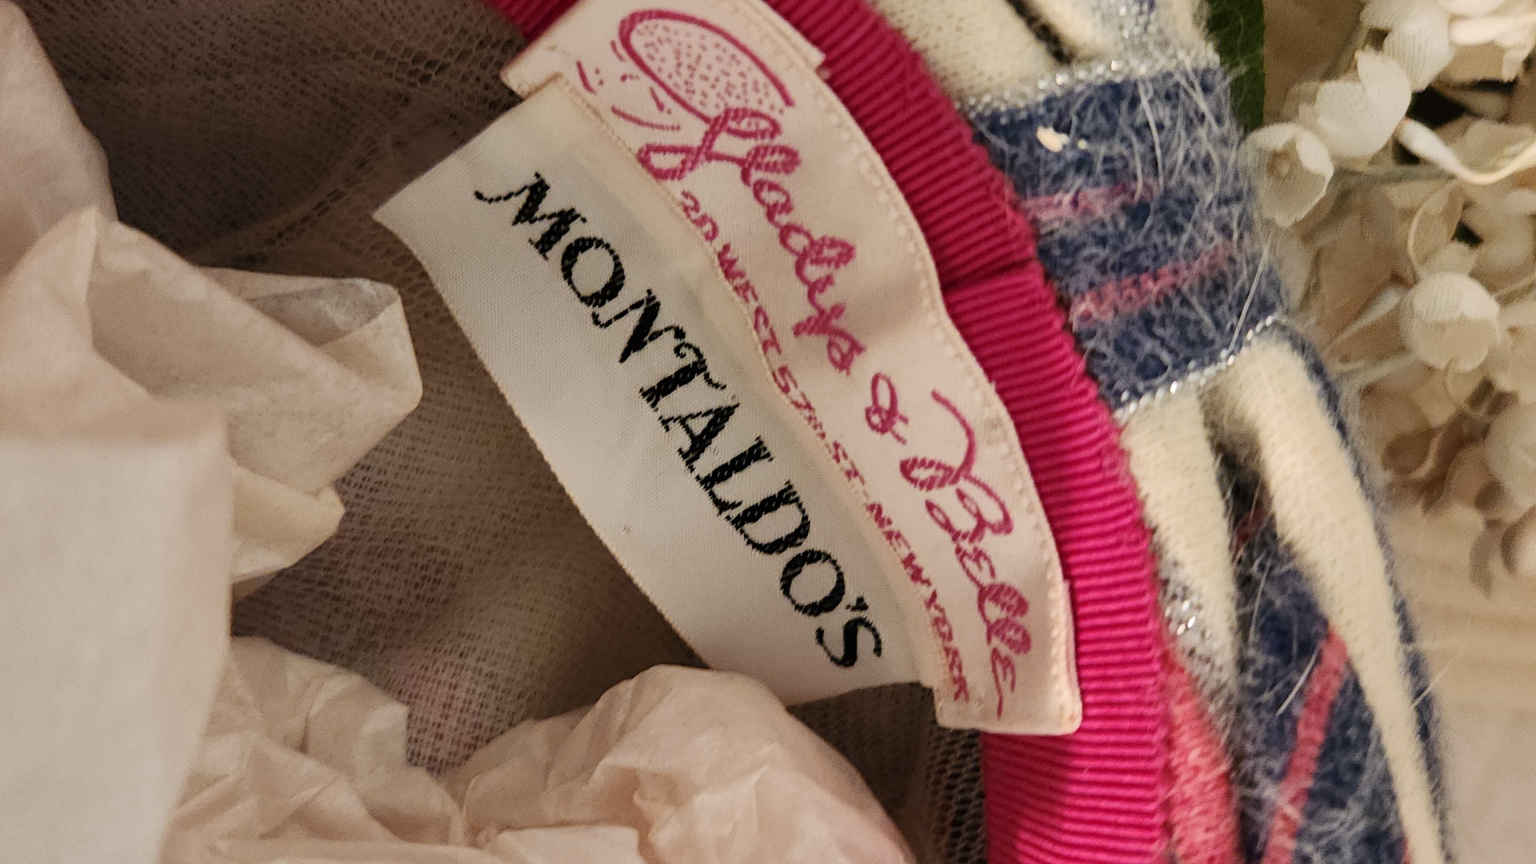 Gladys & Belle
20 WEST 57th ST-NEW YORK
MONTALDO'S